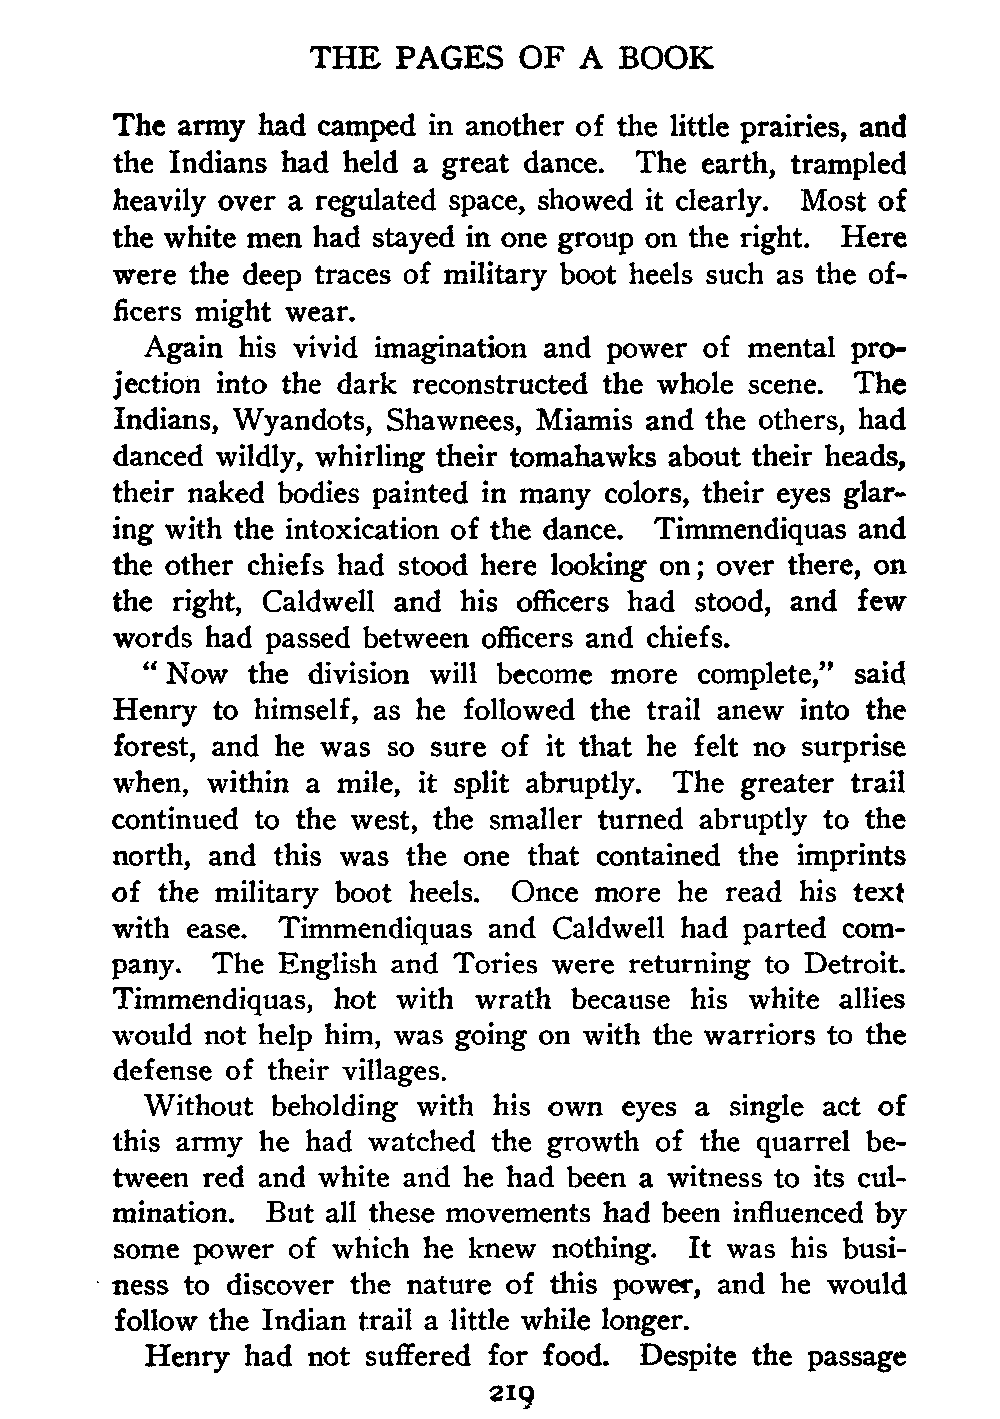 THE PAGES OF A BOOK
The army had camped in another of the little prairies, and
the Indians had held a great dance. The earth, trampled
heavily over a regulated space, showed it clearly. Most of
the white men had stayed in one group on the right. Here
were the deep traces of military boot heels such as the of-
ficers might wear.
Again his vivid imagination and power of mental pro-
jection into the dark reconstructed the whole scene. The
Indians, Wyandots, Shawnees, Miamis and the others, had
danced wildly, whirling their tomahawks about their heads,
their naked bodies painted in many colors, their eyes glar-
ing with the intoxication of the dance. Timmendiquas and
the other chiefs had stood here looking on; over there, on
the right, Caldwell and his officers had stood, and few
words had passed between officers and chiefs.
“ Now the division will become more complete,” said
Henry to himself, as he followed the trail anew into the
forest, and he was so sure of it that he felt no surprise
when, within a mile, it split abruptly. The greater trail
continued to the west, the smaller turned abruptly to the
north, and this was the one that contained the imprints
of the military boot heels. Once more he read his text
with ease. Timmendiquas and Caldwell had parted com-
pany. The English and Tories were returning to Detroit.
Timmendiquas, hot with wrath because his white allies
would not help him, was going on with the warriors to the
defense of their villages.
Without beholding with his own eyes a single act of
this army he had watched the growth of the quarrel be-
tween red and white and he had been a witness to its cul-
mination. But all these movements had been influenced by
some power of which he knew nothing. It was his busi-
ness to discover the nature of this power, and he would
follow the Indian trail a little while longer.
Henry had not suffered for food. Despite the passage
219